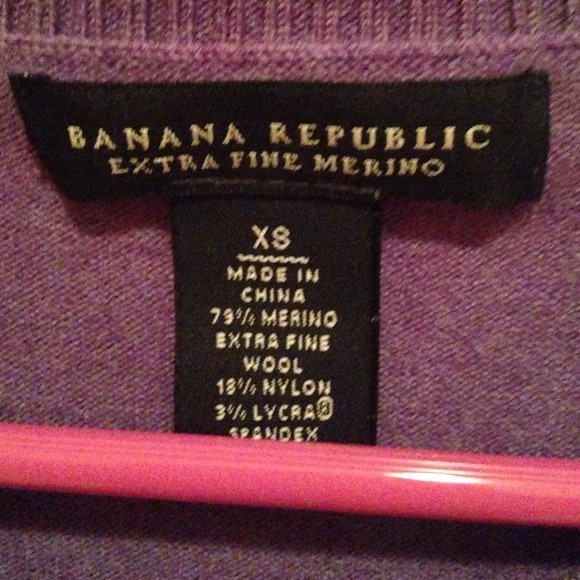 BANANA REPUBLIC
EXTRA FINE MERINO
XS
MADE IN
CHINA
79% MERINO
EXTRA FINE
WOOL
18% NYLON
3% LYCRA®
SPANDEX